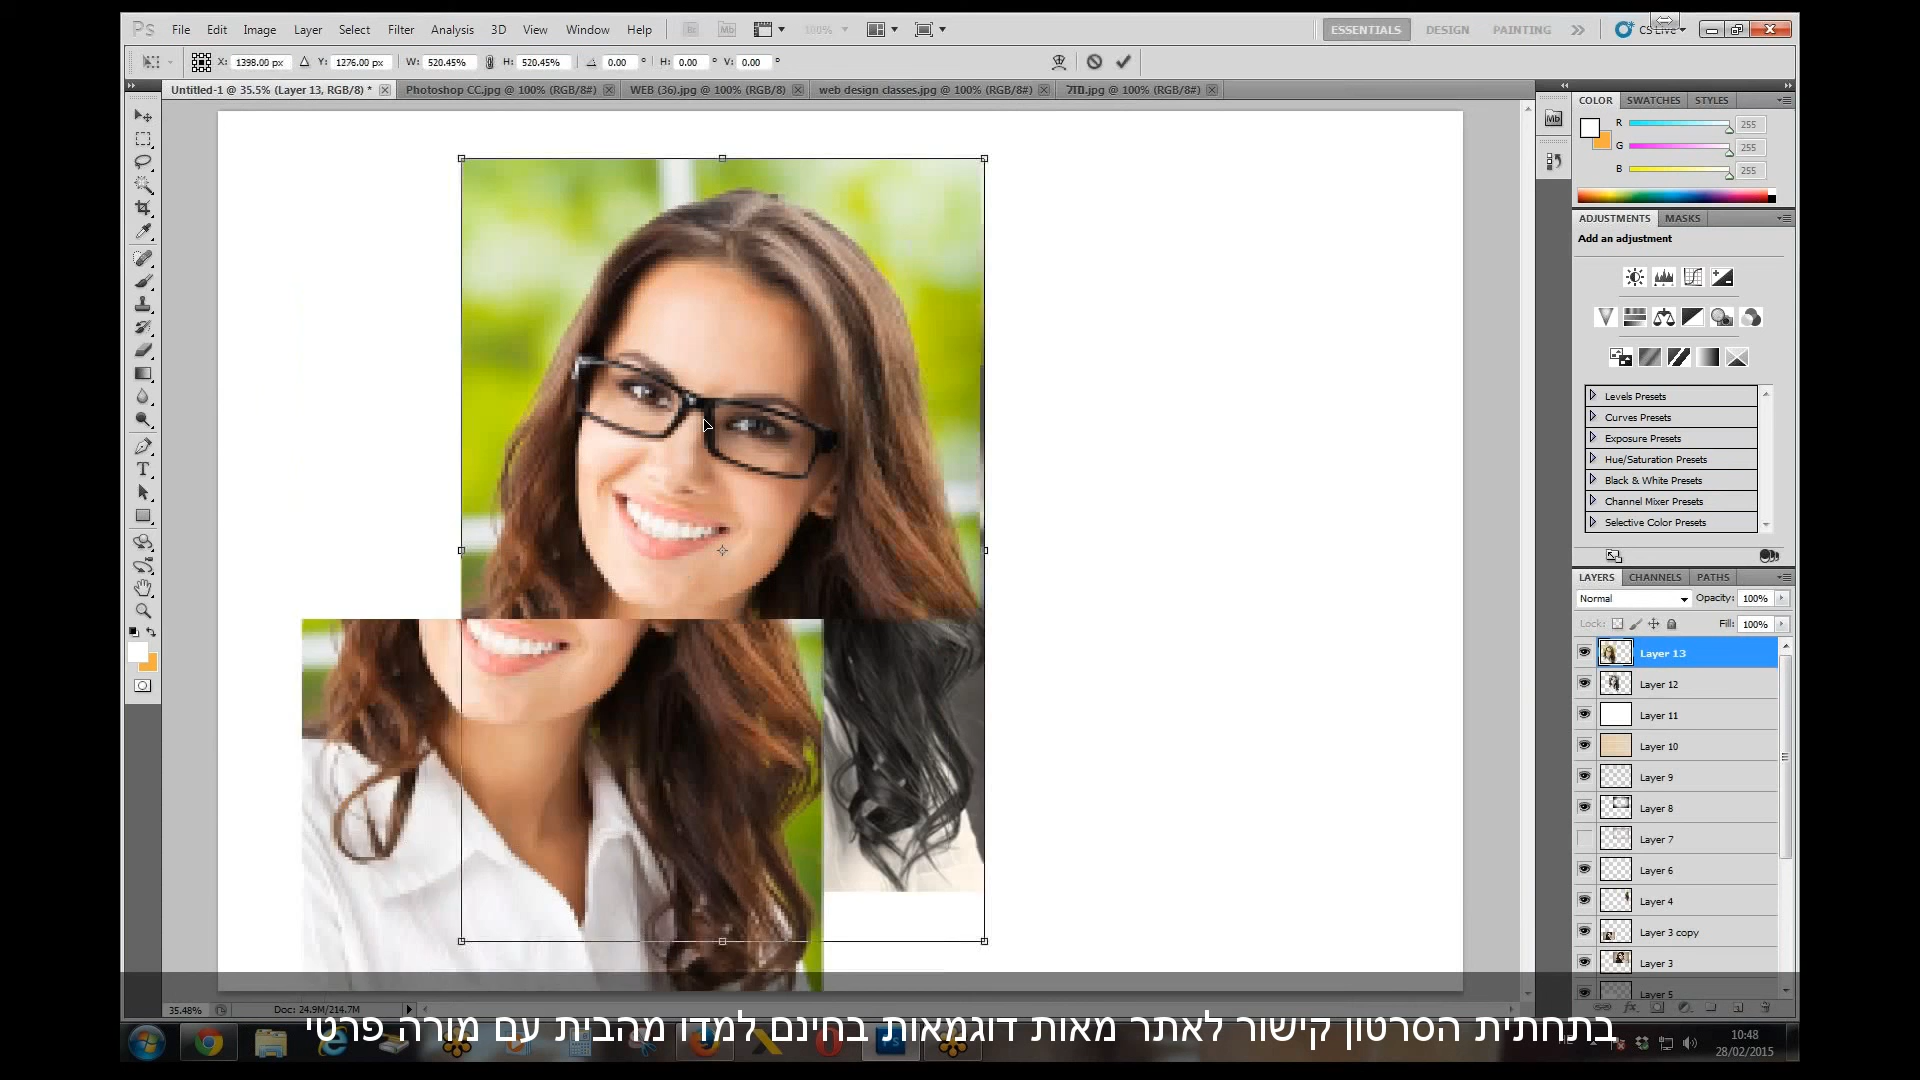 Ps File Edit Image Layer Select Filter Analysis 3D View Window Help Br Mb 100% ESSENTIALS DESIGN PAINTING CS Live
X: 1398.00 px Y: 1276.00 px W: 520.45% H: 520.45% 0.00 ° H: 0.00 ° V: 0.00 °
Untitled-1 @ 35.5% (Layer 13, RGB/8) * Photoshop CC.jpg @ 100% (RGB/8#) WEB (36).jpg @ 100% (RGB/8) web design classes.jpg @ 100% (RGB/8#) @ 100% (RGB/8#)
COLOR SWATCHES STYLES
Mb
R 255
G 255
B 255
ADJUSTMENTS MASKS
Add an adjustment
Levels Presets
Curves Presets
Exposure Presets
Hue/Saturation Presets
Black & White Presets
Channel Mixer Presets
Selective Color Presets
LAYERS CHANNELS PATHS
Normal Opacity: 100%
Lock: Fill: 100%
Layer 13
Layer 12
Layer 11
Layer 10
Layer 9
Layer 8
Layer 7
Layer 6
Layer 4
Layer 3 copy
Layer 3
Layer 5
35.48% Doc: 24.9M/214.7M
בתחתית הסרטון קישור לאתר מאות דוגמאות בחינם למדו מהבית עם מורה פרטי
10:48
28/02/2015